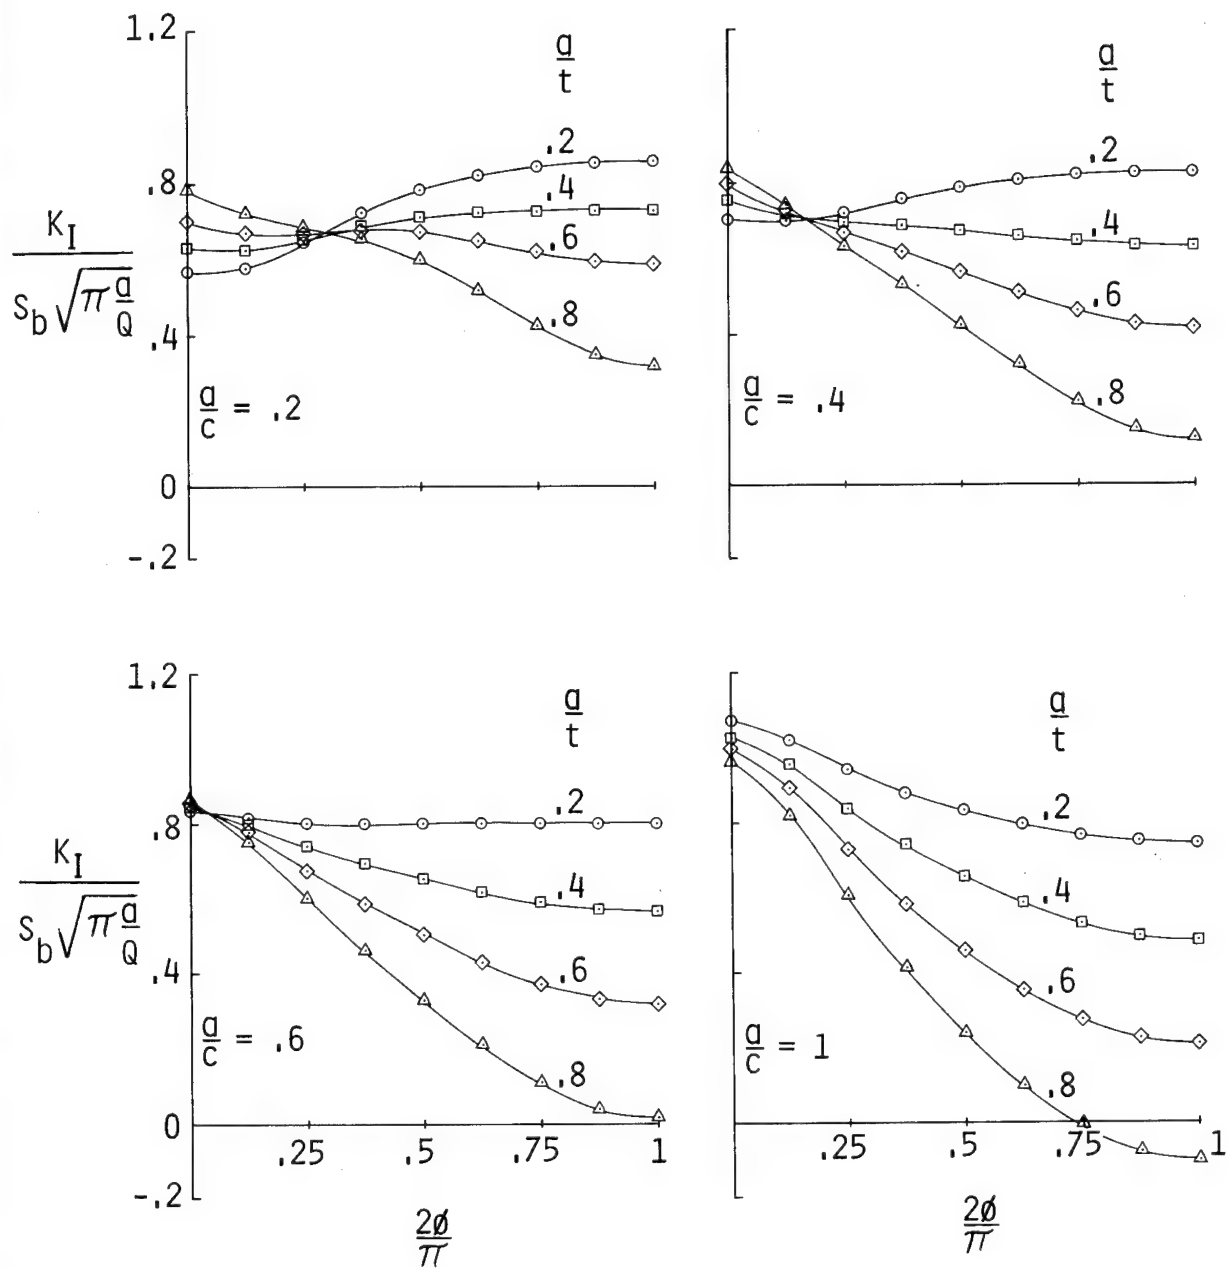 1.2
.8
.4
0
-.2
K_I
S_b √π a/Q
a/t
.2
.4
.6
.8
a/c = .2
a/t
.2
.4
.6
.8
a/c = .4
1.2
.8
.4
0
-.2
K_I
S_b √π a/Q
a/t
.2
.4
.6
.8
a/c = .6
.25 .5 .75 1
2ø/π
a/t
.2
.4
.6
.8
a/c = 1
.25 .5 .75 1
2ø/π